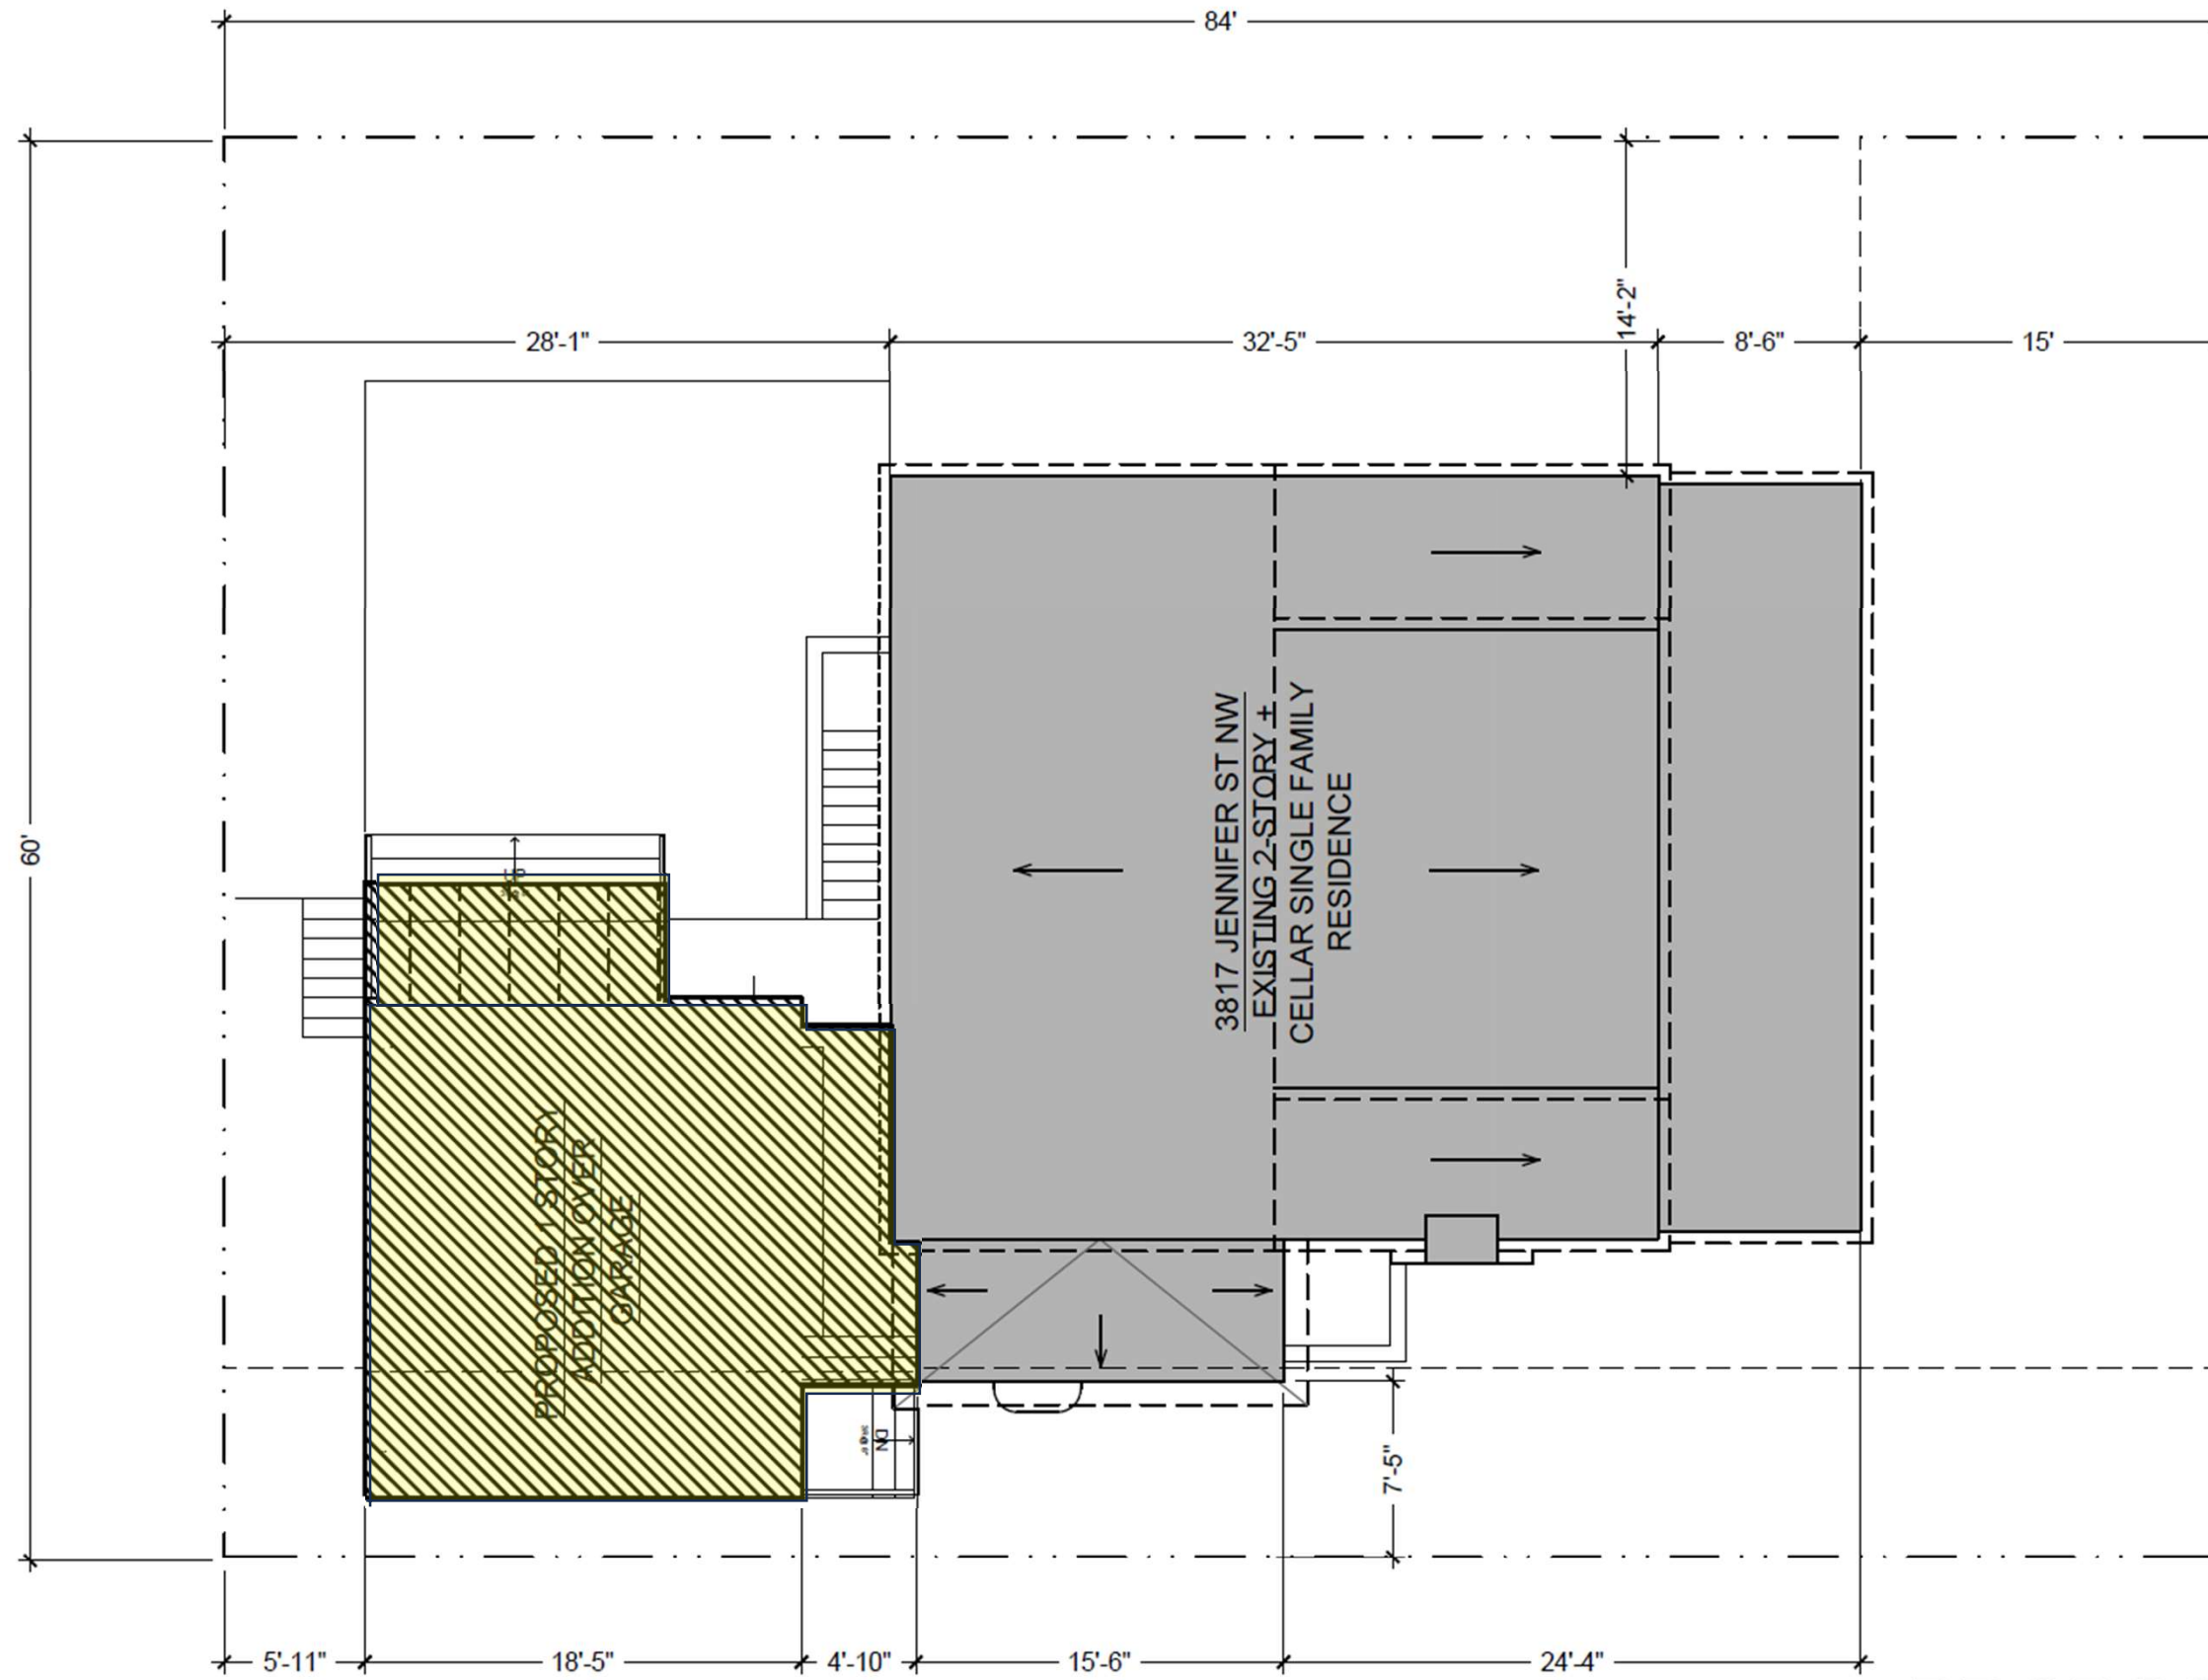 84'
60'
14'-2"
28'-1"
32'-5"
8'-6"
15'
3817 JENNIFER ST NW
EXISTING 2-STORY +
CELLAR SINGLE FAMILY
RESIDENCE
PROPOSED 1 STORY
ADDITION OVER
GARAGE
DN
7'-5"
5'-11"
18'-5"
4'-10"
15'-6"
24'-4"